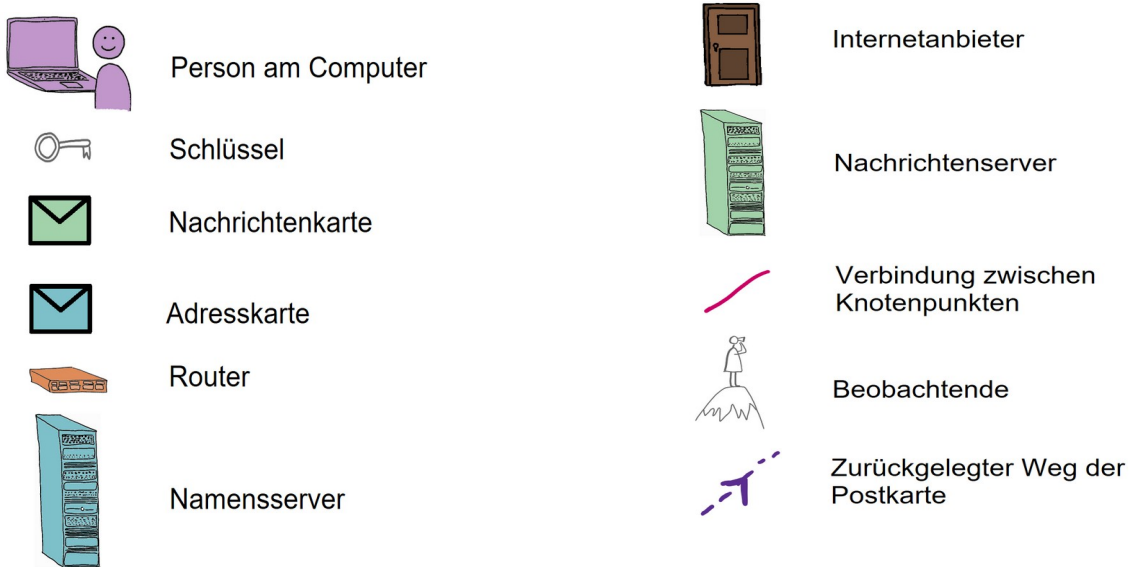 Person am Computer
Schlüssel
Nachrichtenkarte
Adresskarte
Router
Namensserver
Internetanbieter
Nachrichtenserver
Verbindung zwischen
Knotenpunkten
Beobachtende
Zurückgelegter Weg der
Postkarte